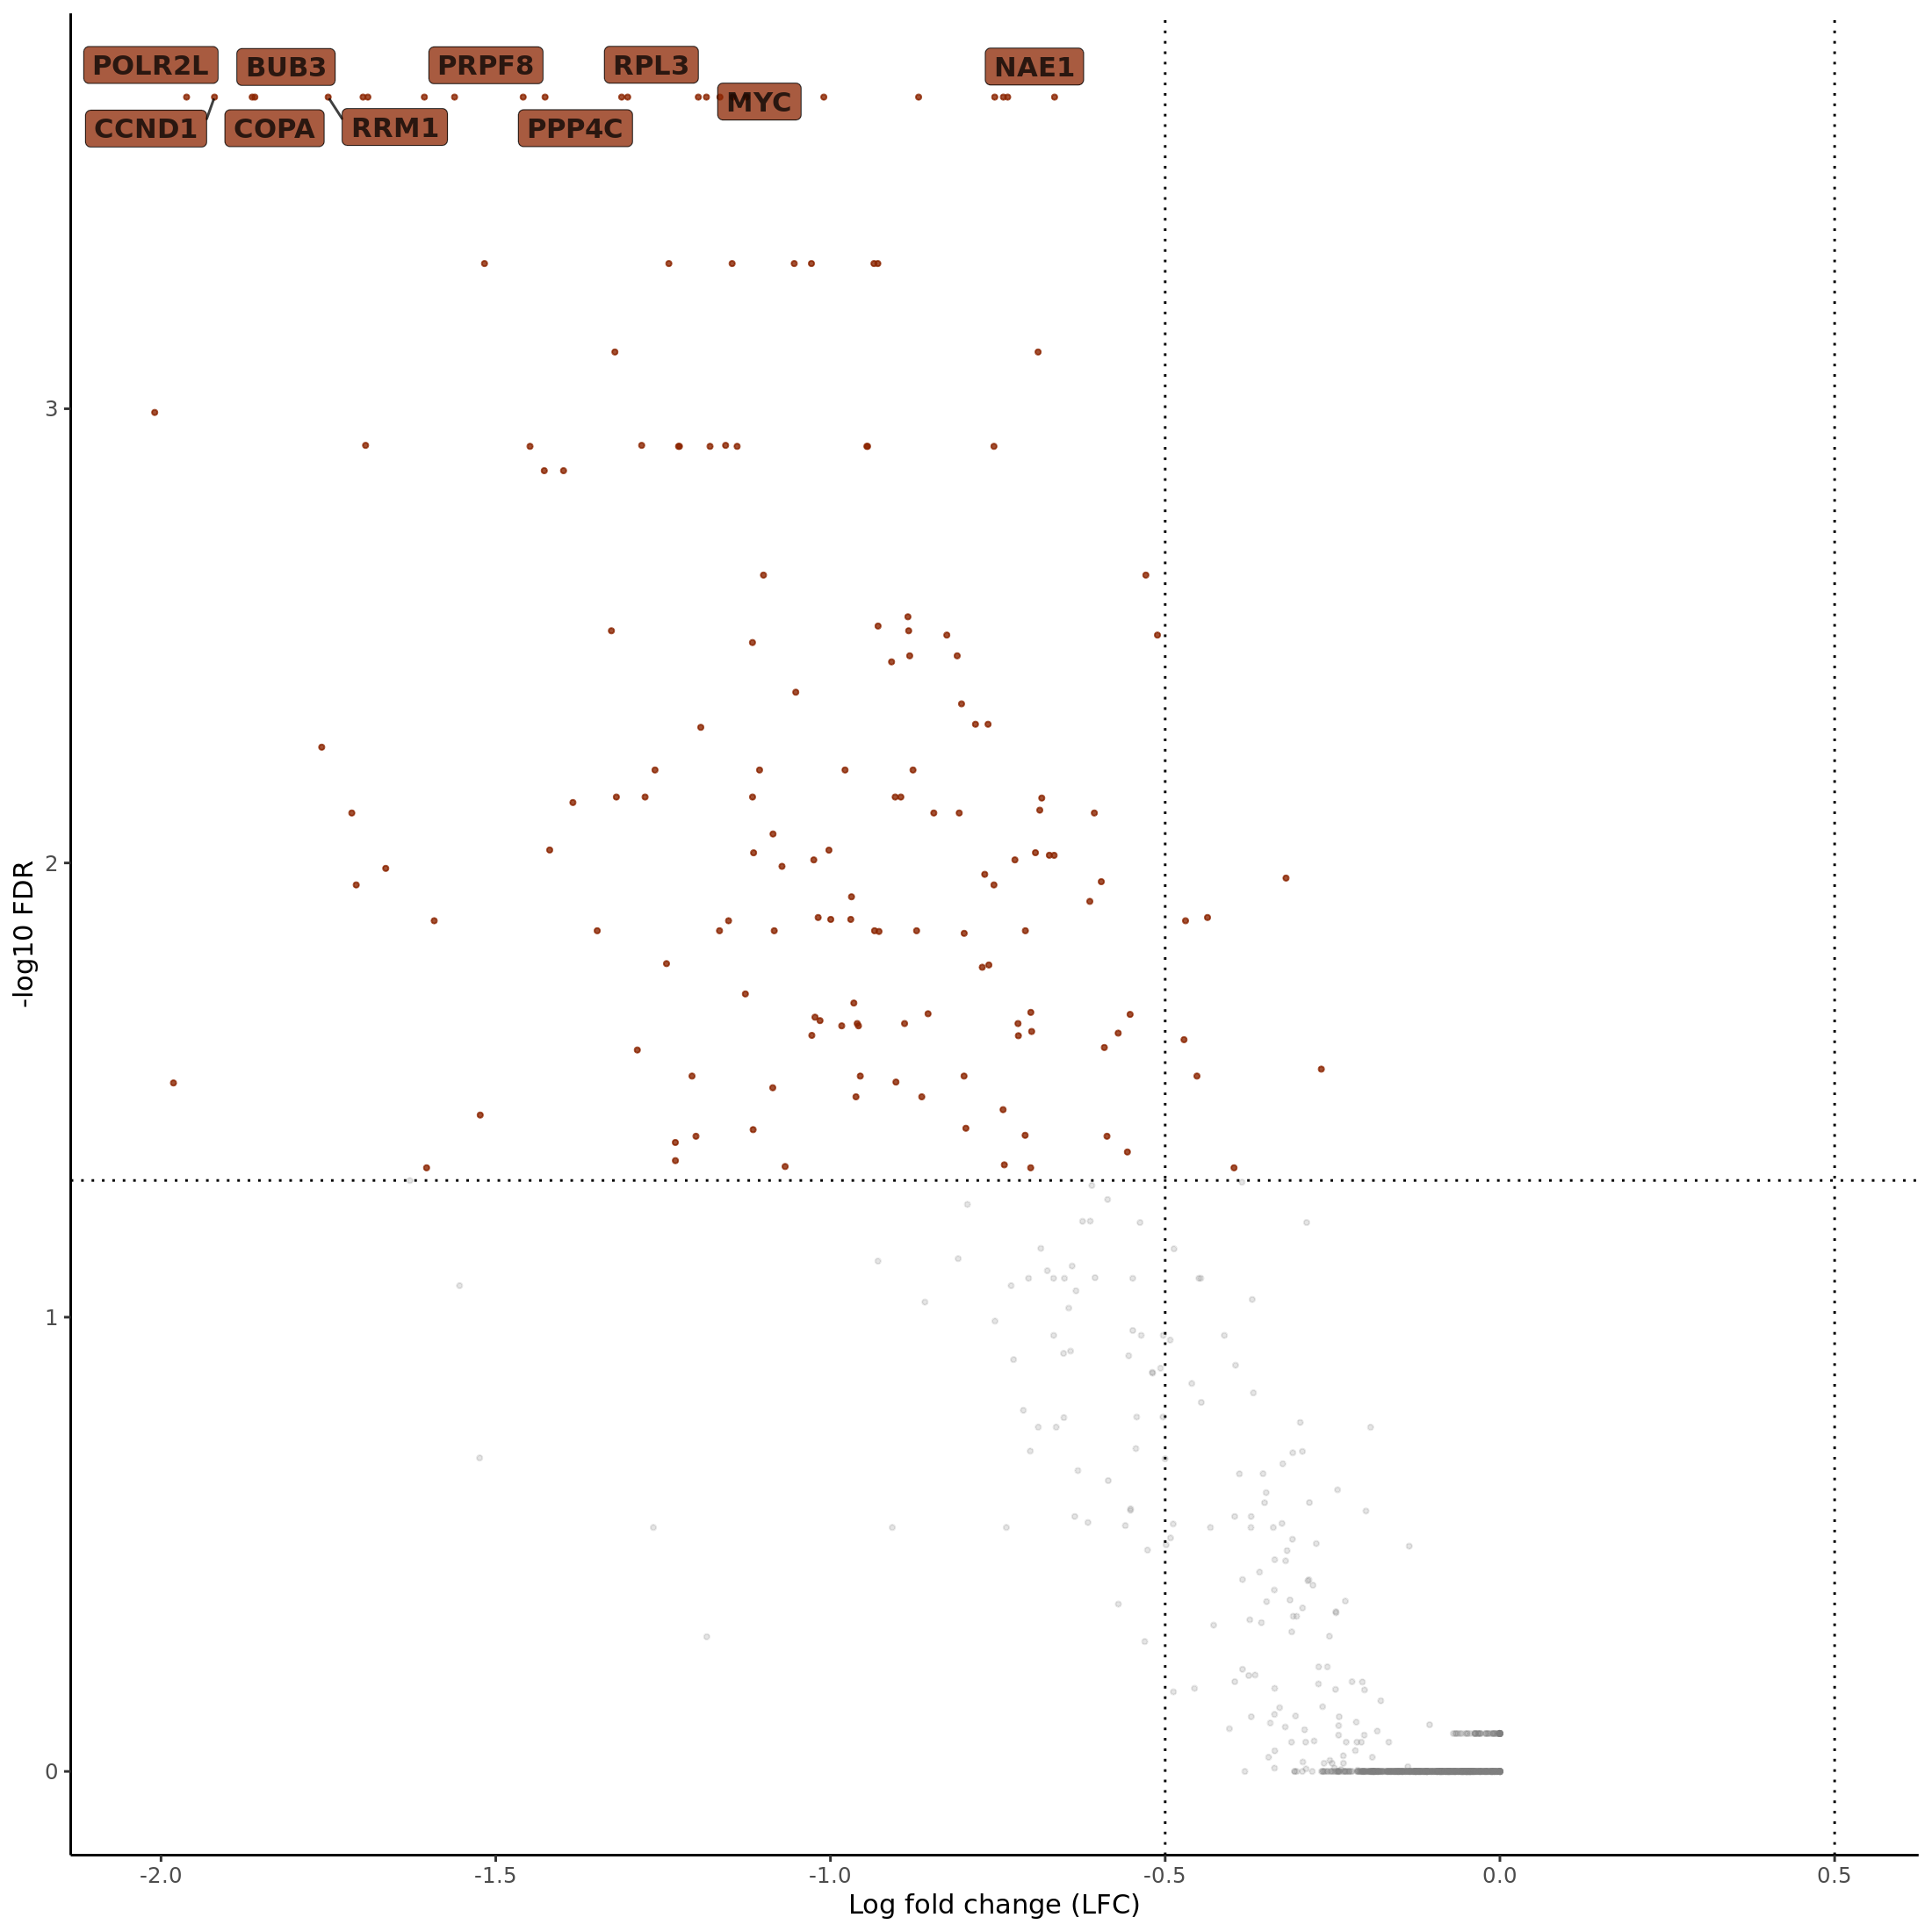 POLR2L
BUB3
PRPF8
RPL3
NAE1
MYC
CCND1
COPA
RRM1
PPP4C
3
2
1
0
-log10 FDR
-2.0
-1.5
-1.0
-0.5
0.0
0.5
Log fold change (LFC)